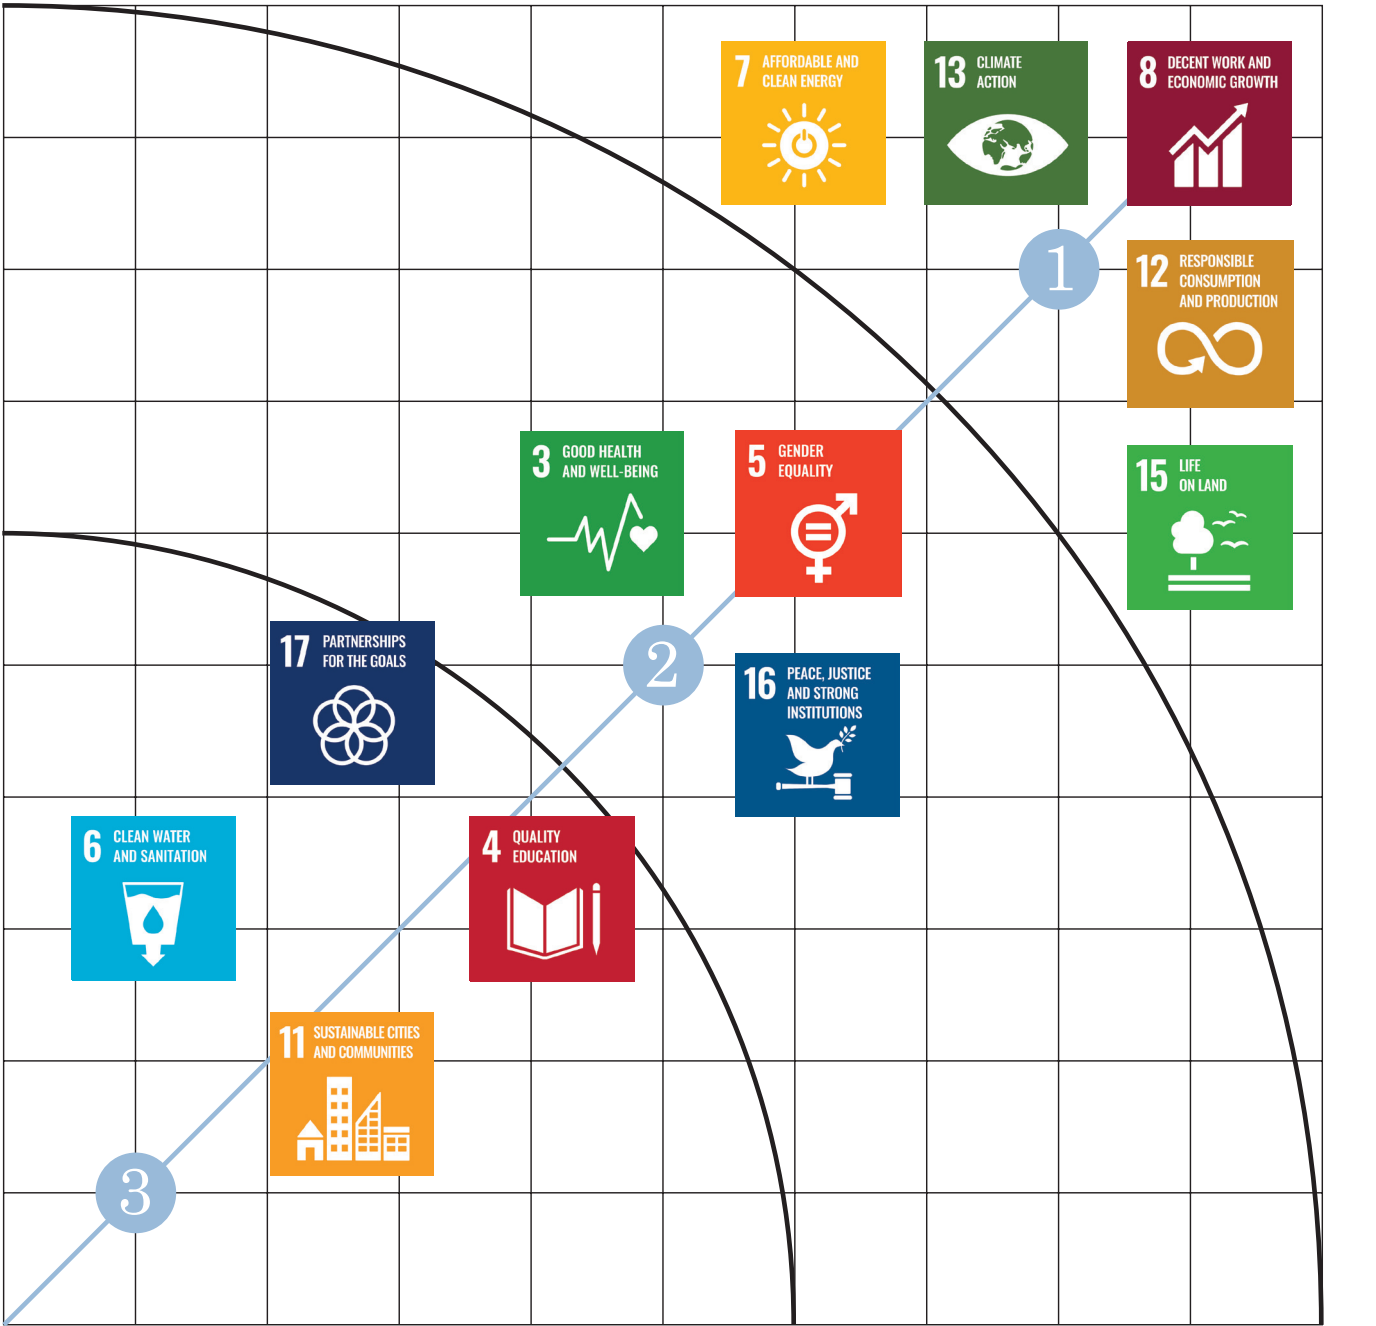 7 AFFORDABLE AND
CLEAN ENERGY
13 CLIMATE
ACTION
8 DECENT WORK AND
ECONOMIC GROWTH
1
12 RESPONSIBLE
CONSUMPTION
AND PRODUCTION
3 GOOD HEALTH
AND WELL-BEING
5 GENDER
EQUALITY
15 LIFE
ON LAND
17 PARTNERSHIPS
FOR THE GOALS
2
16 PEACE, JUSTICE
AND STRONG
INSTITUTIONS
6 CLEAN WATER
AND SANITATION
4 QUALITY
EDUCATION
11 SUSTAINABLE CITIES
AND COMMUNITIES
3